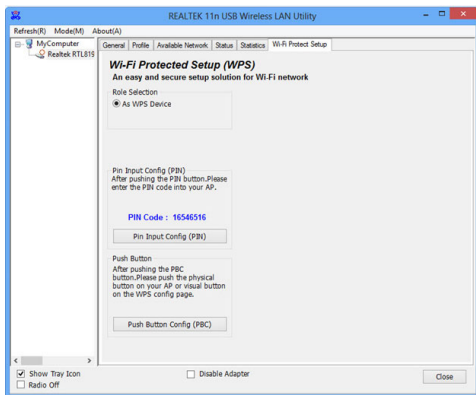 REALTEK 11n USB Wireless LAN Utility
Refresh(R) Mode(M) About(A)
MyComputer
Realtek RTL819
General Profile Available Network Status Statistics Wi-Fi Protect Setup
Wi-Fi Protected Setup (WPS)
An easy and secure setup solution for Wi-Fi network
Role Selection
As WPS Device
Pin Input Config (PIN)
After pushing the PIN button.Please
enter the PIN code into your AP.
PIN Code : 16546516
Pin Input Config (PIN)
Push Button
After pushing the PBC
button.Please push the physical
button on your AP or visual button
on the WPS config page.
Push Button Config (PBC)
Show Tray Icon
Radio Off
Disable Adapter
Close